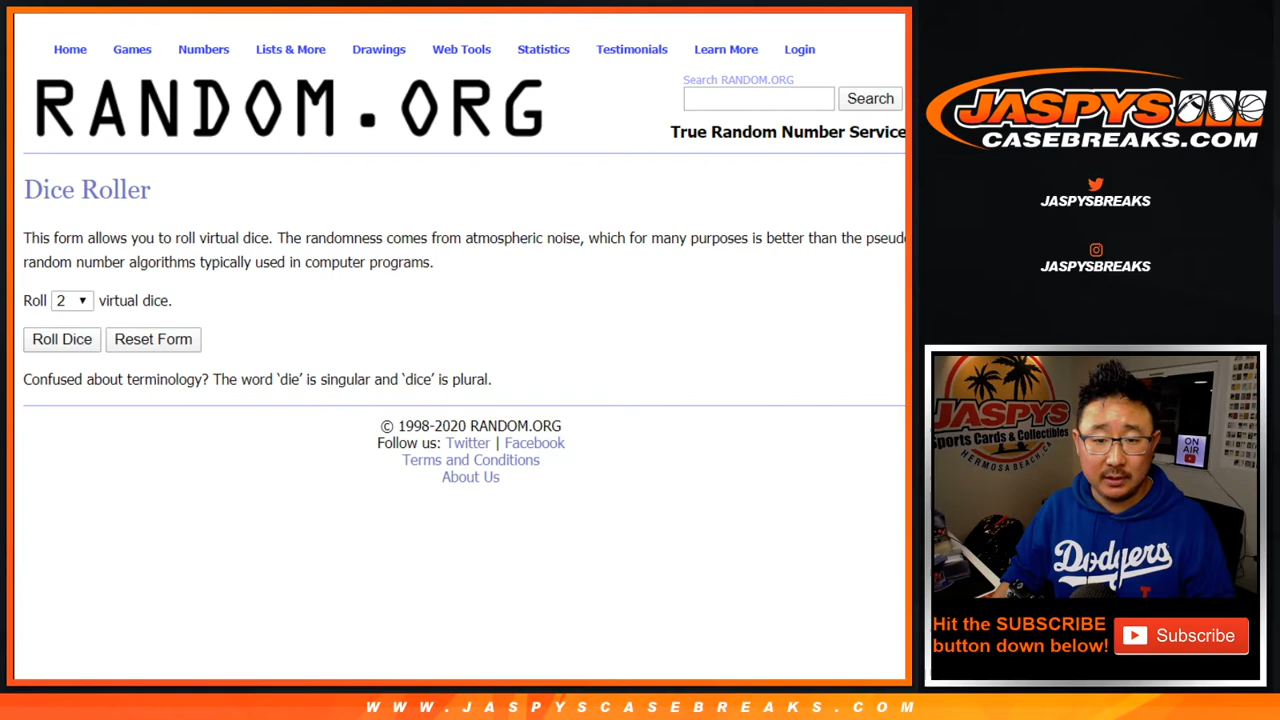 Home Games Numbers Lists & More Drawings Web Tools Statistics Testimonials Learn More Login
RANDOM.ORG
Search RANDOM.ORG
Search
True Random Number Service
Dice Roller
This form allows you to roll virtual dice. The randomness comes from atmospheric noise, which for many purposes is better than the pseudo
random number algorithms typically used in computer programs.
Roll 2 virtual dice.
Roll Dice Reset Form
Confused about terminology? The word ‘die’ is singular and ‘dice’ is plural.
© 1998-2020 RANDOM.ORG
Follow us: Twitter | Facebook
Terms and Conditions
About Us
JASPYS
CASEBREAKS.COM
JASPYSBREAKS
JASPYSBREAKS
JASPYS
Sports Cards & Collectibles
HERMOSA BEACH, CA
ON
AIR
Dodgers
Hit the SUBSCRIBE
button down below!
Subscribe
WWW.JASPYSCASEBREAKS.COM